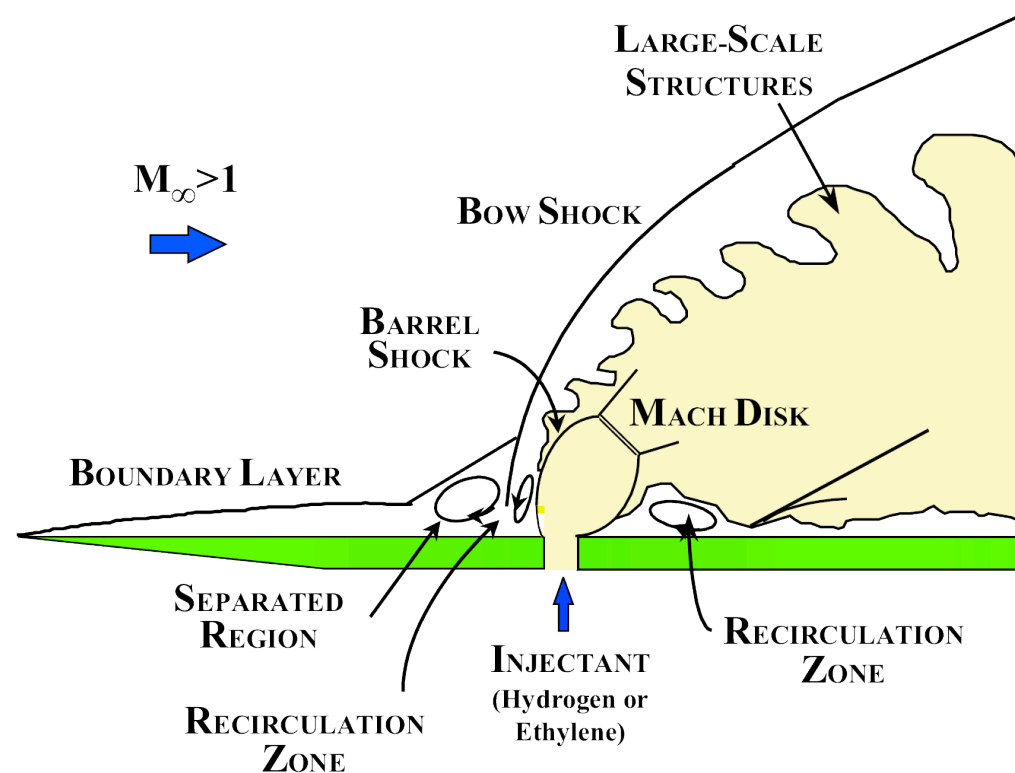 LARGE-SCALE
STRUCTURES
M∞>1
BOW SHOCK
BARREL
SHOCK
MACH DISK
BOUNDARY LAYER
SEPARATED
REGION
RECIRCULATION
ZONE
INJECTANT
(Hydrogen or
Ethylene)
RECIRCULATION
ZONE